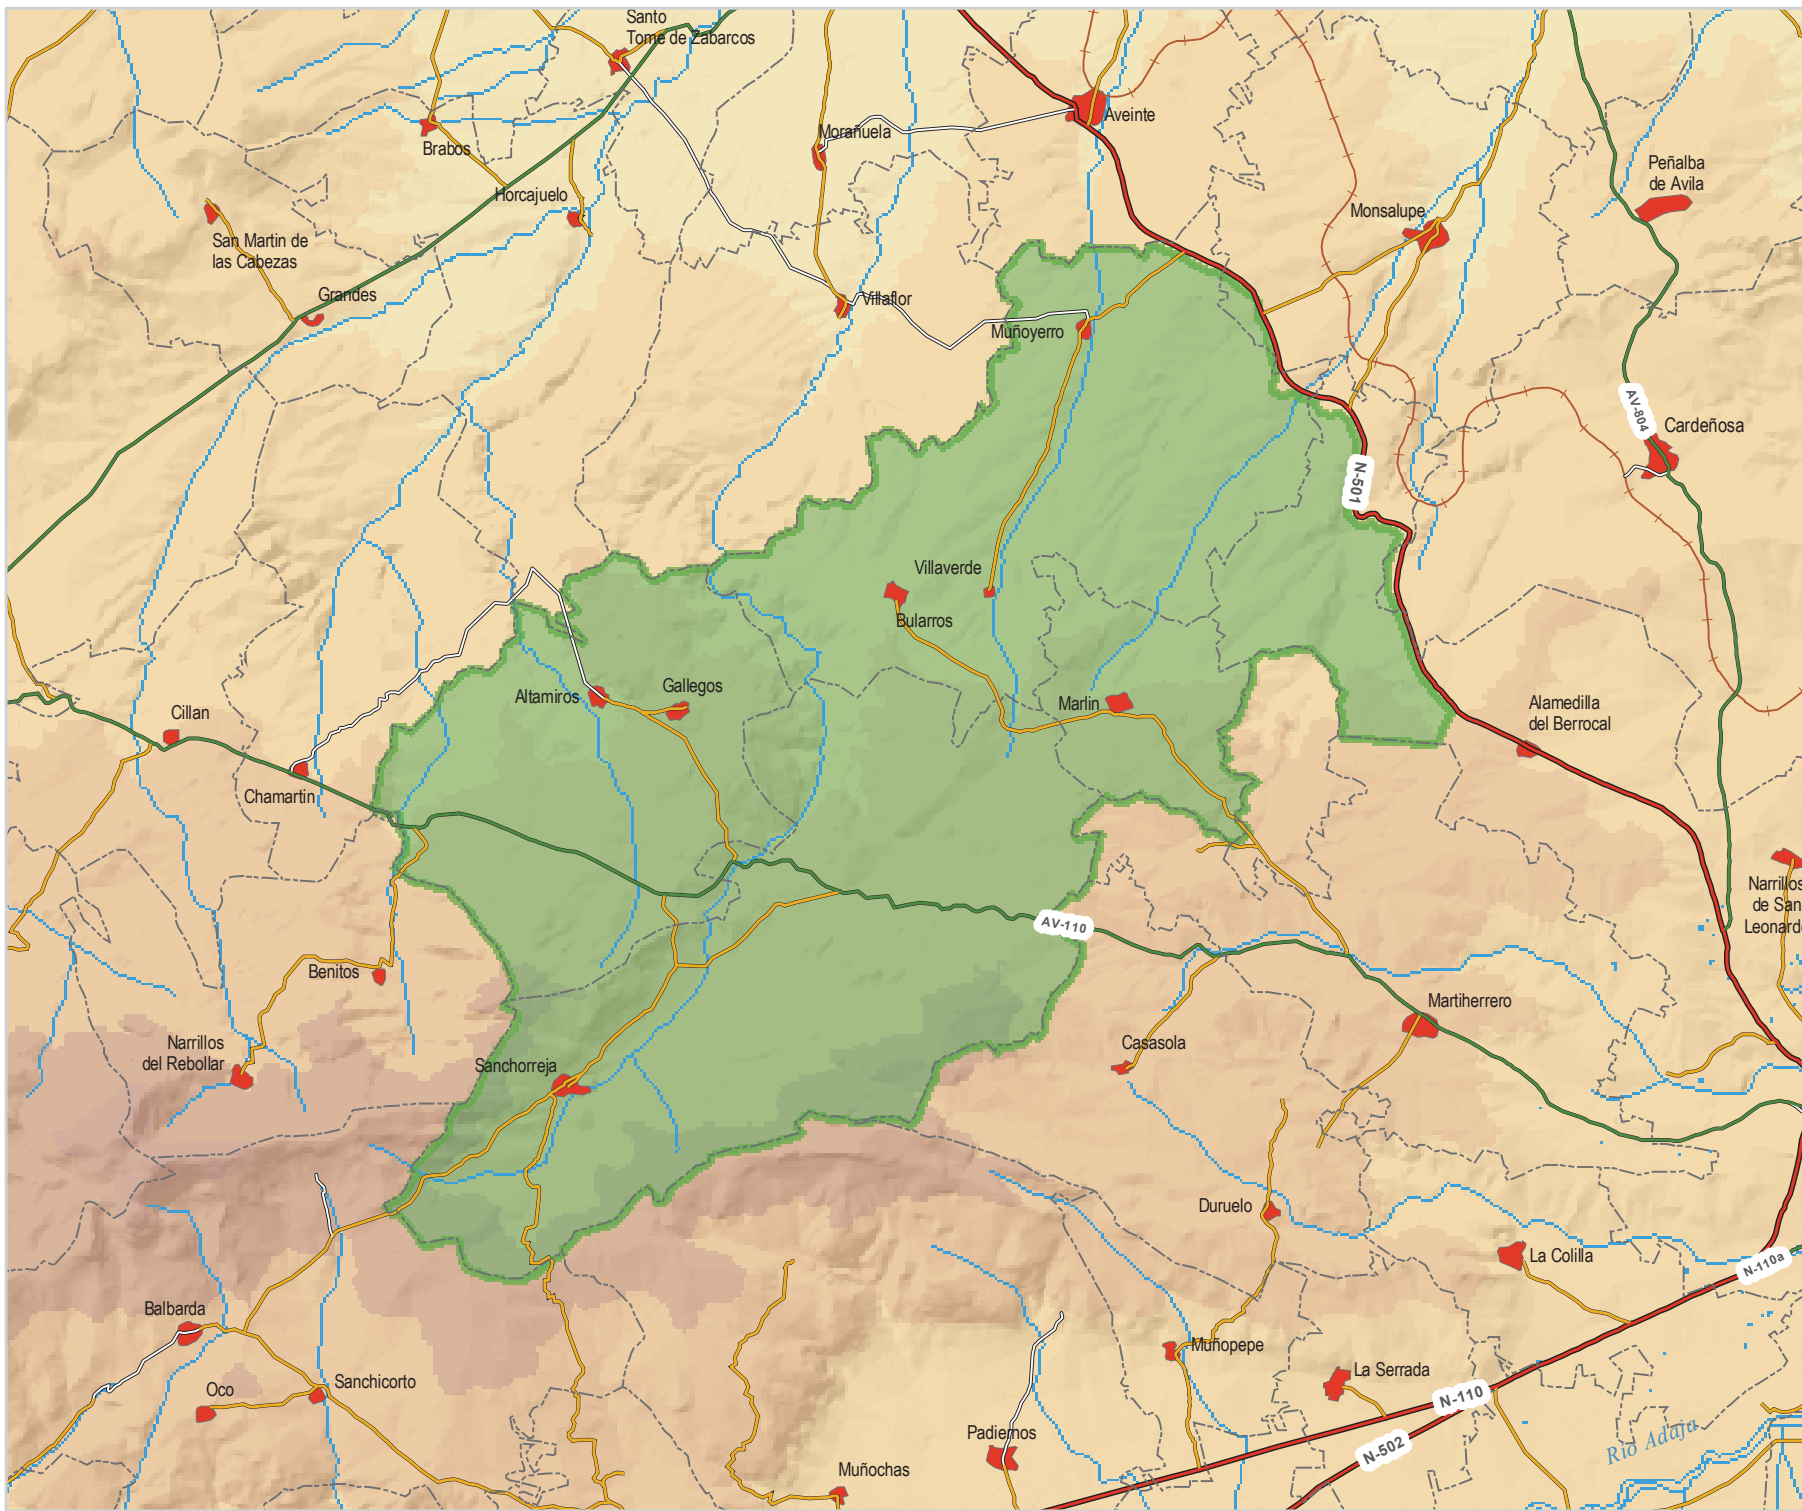 Santo
Tome de Zabarcos
Aveinte
Morañuela
Brabos
Peñalba
de Avila
Horcajuelo
Monsalupe
San Martin de
las Cabezas
Grandes
Villaflor
Muñoyerro
AV-804
Cardeñosa
N-501
Villaverde
Bularros
Altamiros
Gallegos
Marlin
Cillan
Alamedilla
del Berrocal
Chamartin
Narrillos
de San
Leonard
AV-110
Benitos
Martiherrero
Narrillos
del Rebollar
Casasola
Sanchorreja
Duruelo
La Colilla
N-110a
Balbarda
Muñopepe
La Serrada
Oco
Sanchicorto
N-110
Padiernos
N-502
Rio Adaja
Muñochas